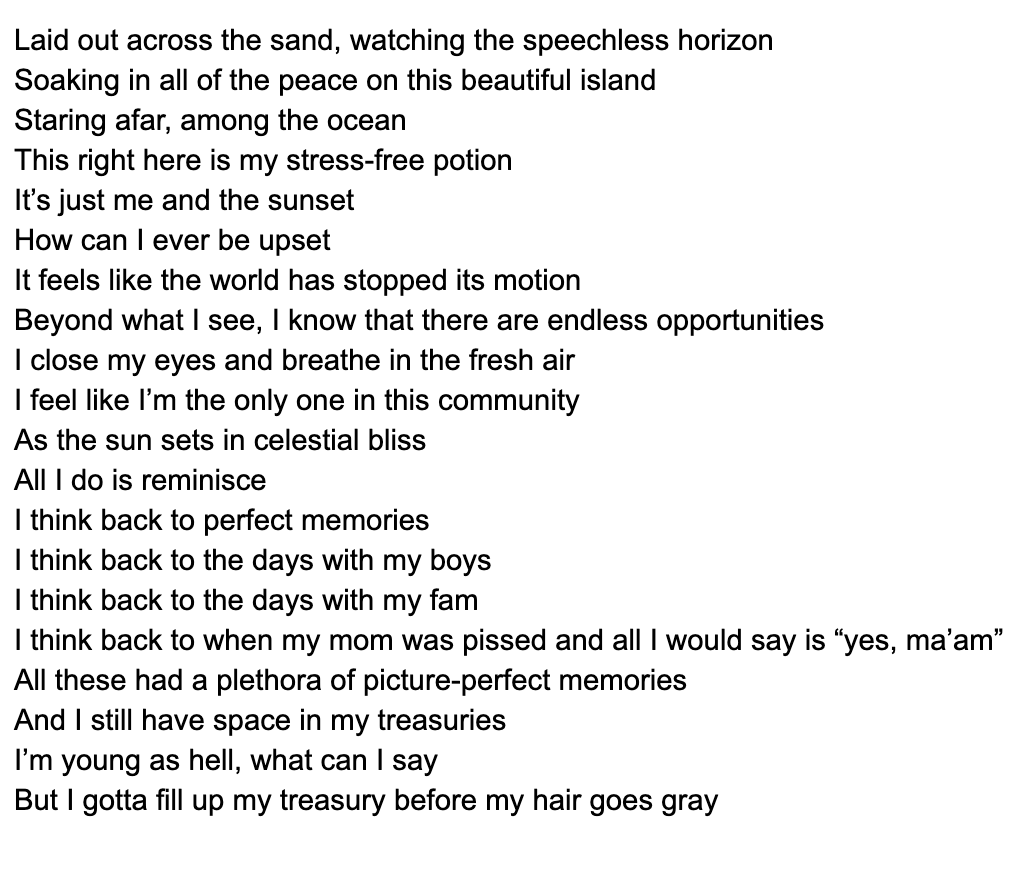 Laid out across the sand, watching the speechless horizon
Soaking in all of the peace on this beautiful island
Staring afar, among the ocean
This right here is my stress-free potion
It’s just me and the sunset
How can I ever be upset
It feels like the world has stopped its motion
Beyond what I see, I know that there are endless opportunities
I close my eyes and breathe in the fresh air
I feel like I’m the only one in this community
As the sun sets in celestial bliss
All I do is reminisce
I think back to perfect memories
I think back to the days with my boys
I think back to the days with my fam
I think back to when my mom was pissed and all I would say is “yes, ma’am”
All these had a plethora of picture-perfect memories
And I still have space in my treasuries
I’m young as hell, what can I say
But I gotta fill up my treasury before my hair goes gray